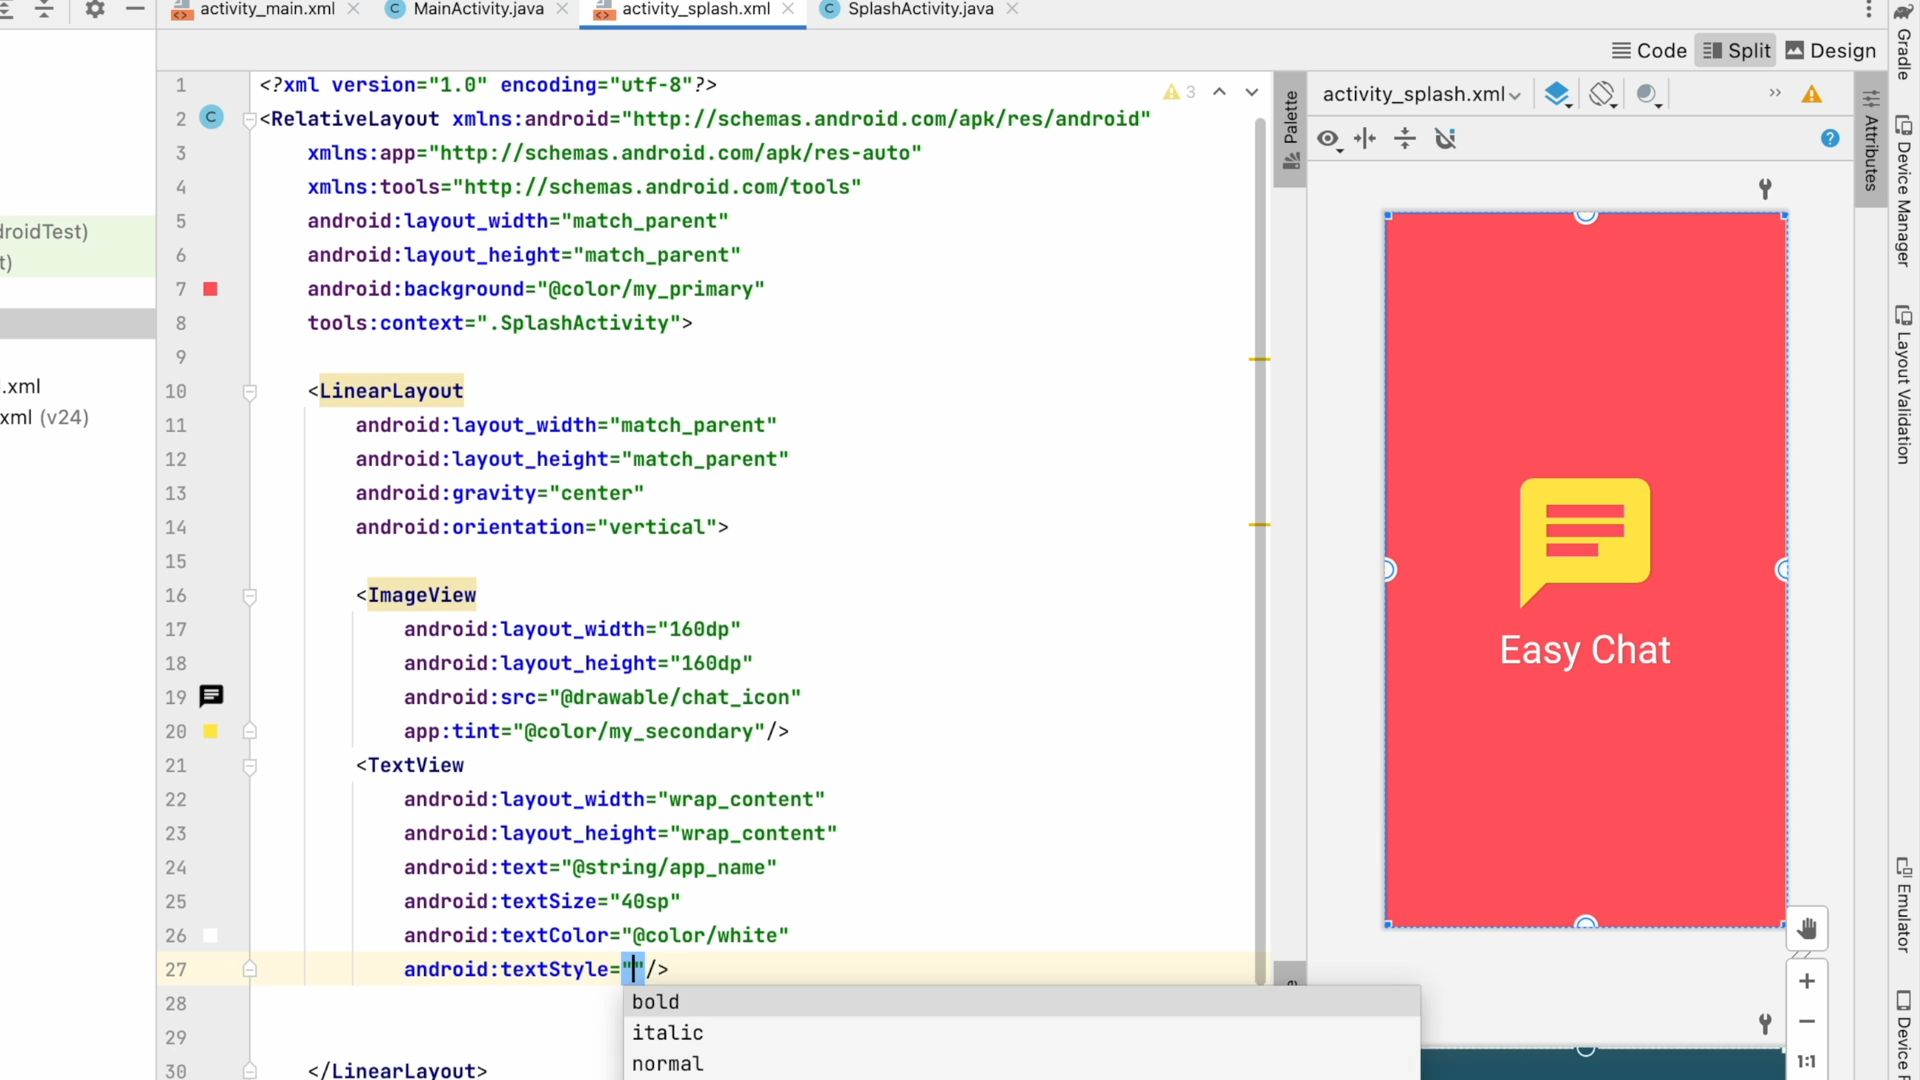 activity_main.xml
MainActivity.java
activity_splash.xml
SplashActivity.java
Code
Split
Design
Gradle
droidTest)
t)
.xml
xml (v24)
1 <?xml version="1.0" encoding="utf-8"?>
2 <RelativeLayout xmlns:android="http://schemas.android.com/apk/res/android"
3 xmlns:app="http://schemas.android.com/apk/res-auto"
4 xmlns:tools="http://schemas.android.com/tools"
5 android:layout_width="match_parent"
6 android:layout_height="match_parent"
7 android:background="@color/my_primary"
8 tools:context=".SplashActivity">
9
10 <LinearLayout
11 android:layout_width="match_parent"
12 android:layout_height="match_parent"
13 android:gravity="center"
14 android:orientation="vertical">
15
16 <ImageView
17 android:layout_width="160dp"
18 android:layout_height="160dp"
19 android:src="@drawable/chat_icon"
20 app:tint="@color/my_secondary"/>
21 <TextView
22 android:layout_width="wrap_content"
23 android:layout_height="wrap_content"
24 android:text="@string/app_name"
25 android:textSize="40sp"
26 android:textColor="@color/white"
27 android:textStyle=""/>
28
29
30 </LinearLayout>
bold
italic
normal
3
Palette
activity_splash.xml
Easy Chat
1:1
Attributes
Device Manager
Layout Validation
Emulator
Device F